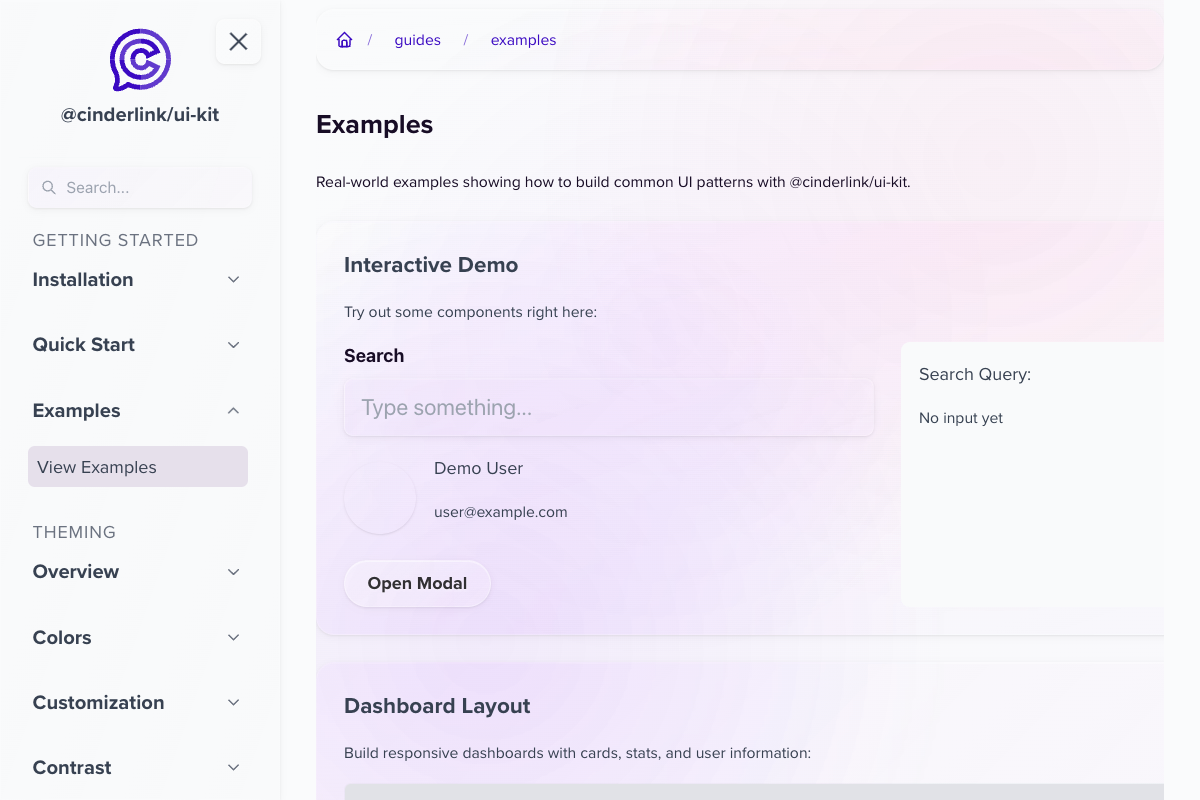 @cinderlink/ui-kit
Search...
GETTING STARTED
Installation
Quick Start
Examples
View Examples
THEMING
Overview
Colors
Customization
Contrast
/ guides / examples
Examples
Real-world examples showing how to build common UI patterns with @cinderlink/ui-kit.
Interactive Demo
Try out some components right here:
Search
Type something...
Demo User
user@example.com
Open Modal
Search Query:
No input yet
Dashboard Layout
Build responsive dashboards with cards, stats, and user information: